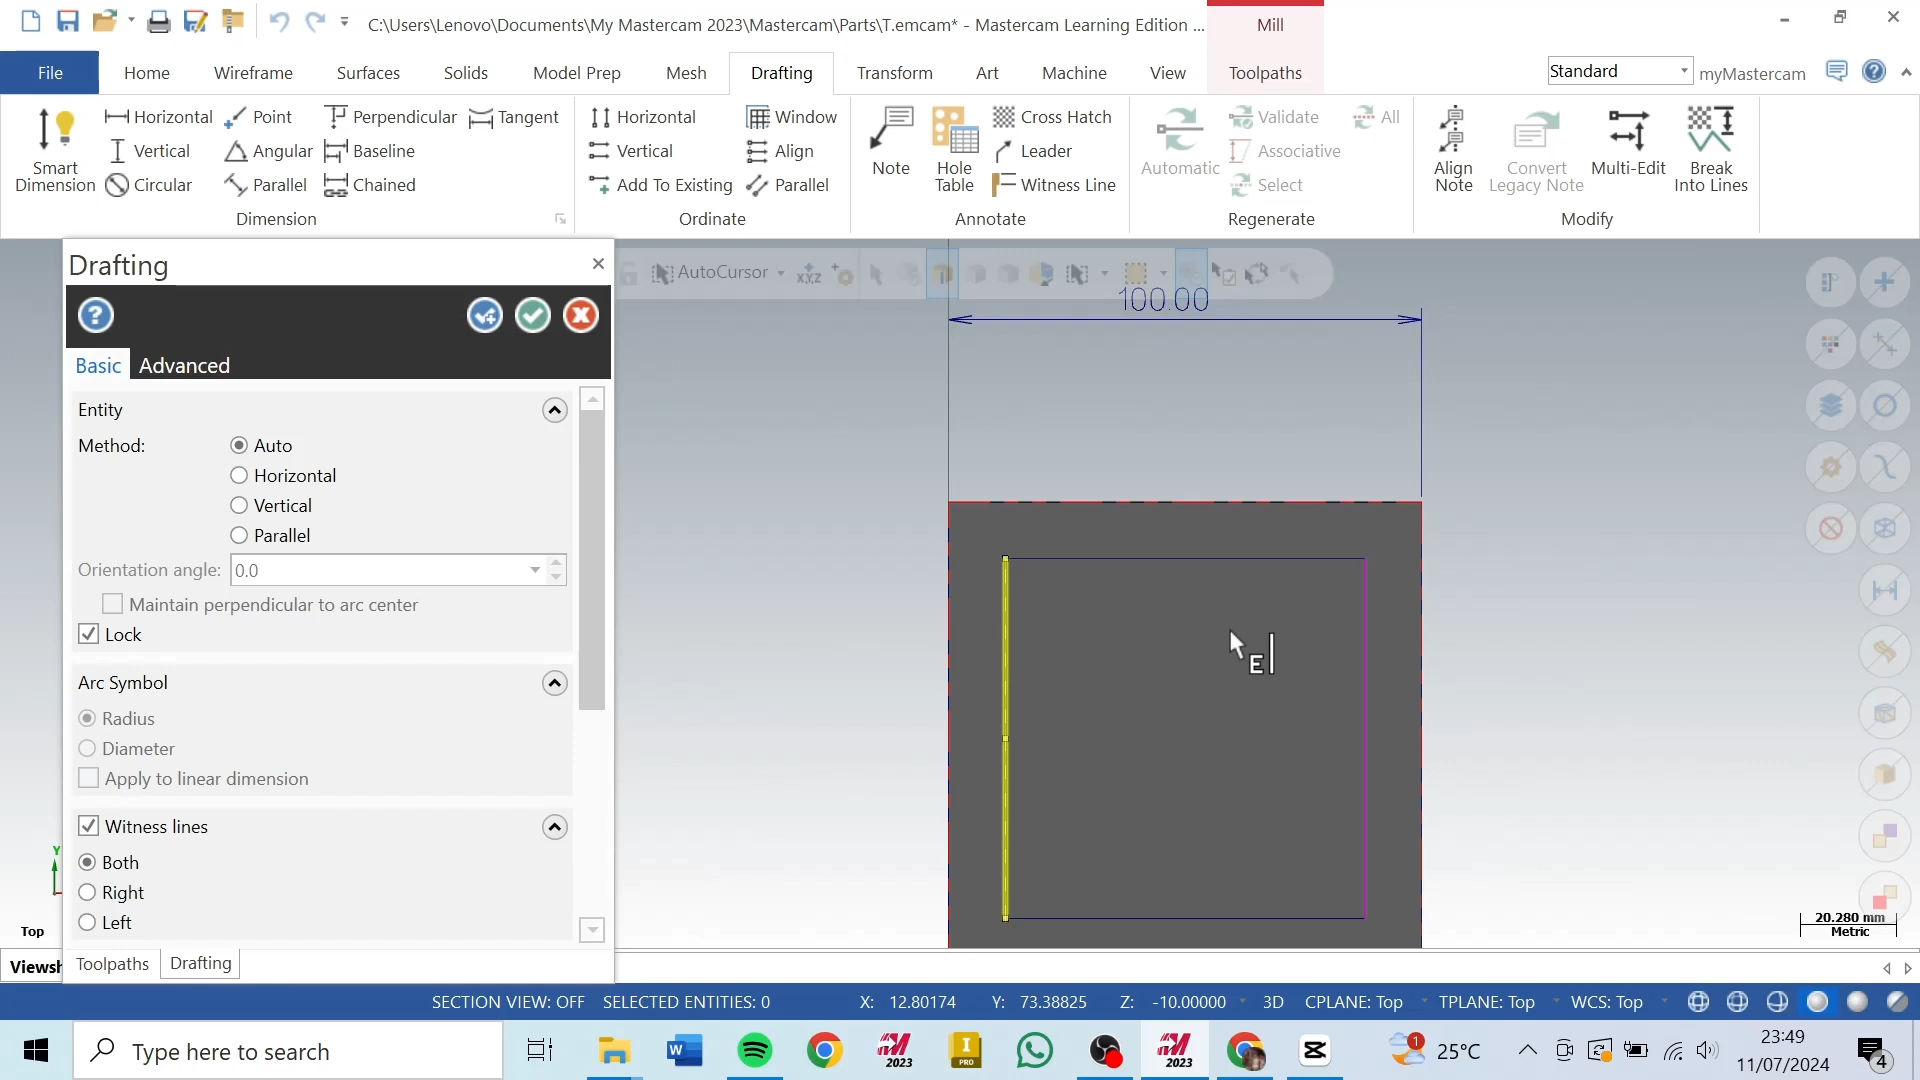 C:\Users\Lenovo\Documents\My Mastercam 2023\Mastercam\Parts\T.emcam* - Mastercam Learning Edition ...
Mill
File
Home
Wireframe
Surfaces
Solids
Model Prep
Mesh
Drafting
Transform
Art
Machine
View
Toolpaths
Standard
myMastercam
Smart Dimension
Horizontal
Vertical
Circular
Point
Angular
Parallel
Perpendicular
Baseline
Chained
Tangent
Dimension
Horizontal
Vertical
Add To Existing
Window
Align
Parallel
Ordinate
Note
Hole Table
Cross Hatch
Leader
Witness Line
Annotate
Automatic
Validate
Associative
Select
All
Regenerate
Align Note
Convert Legacy Note
Multi-Edit
Break Into Lines
Modify
Drafting
Basic
Advanced
Entity
Method:
Auto
Horizontal
Vertical
Parallel
Orientation angle:
0.0
Maintain perpendicular to arc center
Lock
Arc Symbol
Radius
Diameter
Apply to linear dimension
Witness lines
Both
Right
Left
Toolpaths
Drafting
AutoCursor
XYZ
100.00
E
Y
Top
Viewsh
20.280 mm
Metric
SECTION VIEW: OFF
SELECTED ENTITIES: 0
X: 12.80174
Y: 73.38825
Z: -10.00000
3D
CPLANE: Top
TPLANE: Top
WCS: Top
Type here to search
2023
I
PRO
2023
1
25°C
23:49
11/07/2024
4